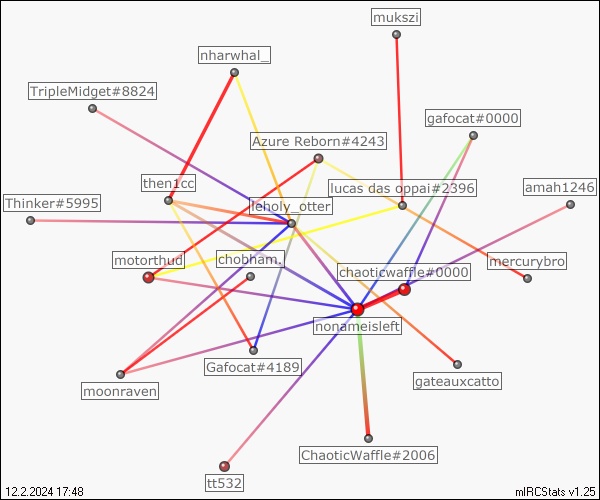 mukszi
nharwhal_
TripleMidget#8824
gafocat#0000
Azure Reborn#4243
then1cc
lucas das oppai#2396
amah1246
Thinker#5995
leholy_otter
motorthud
chobham.
chaoticwaffle#0000
mercurybro
nonameisleft
Gafocat#4189
moonraven
gateauxcatto
ChaoticWaffle#2006
tt532
12.2.2024 17:48
mIRCStats v1.25